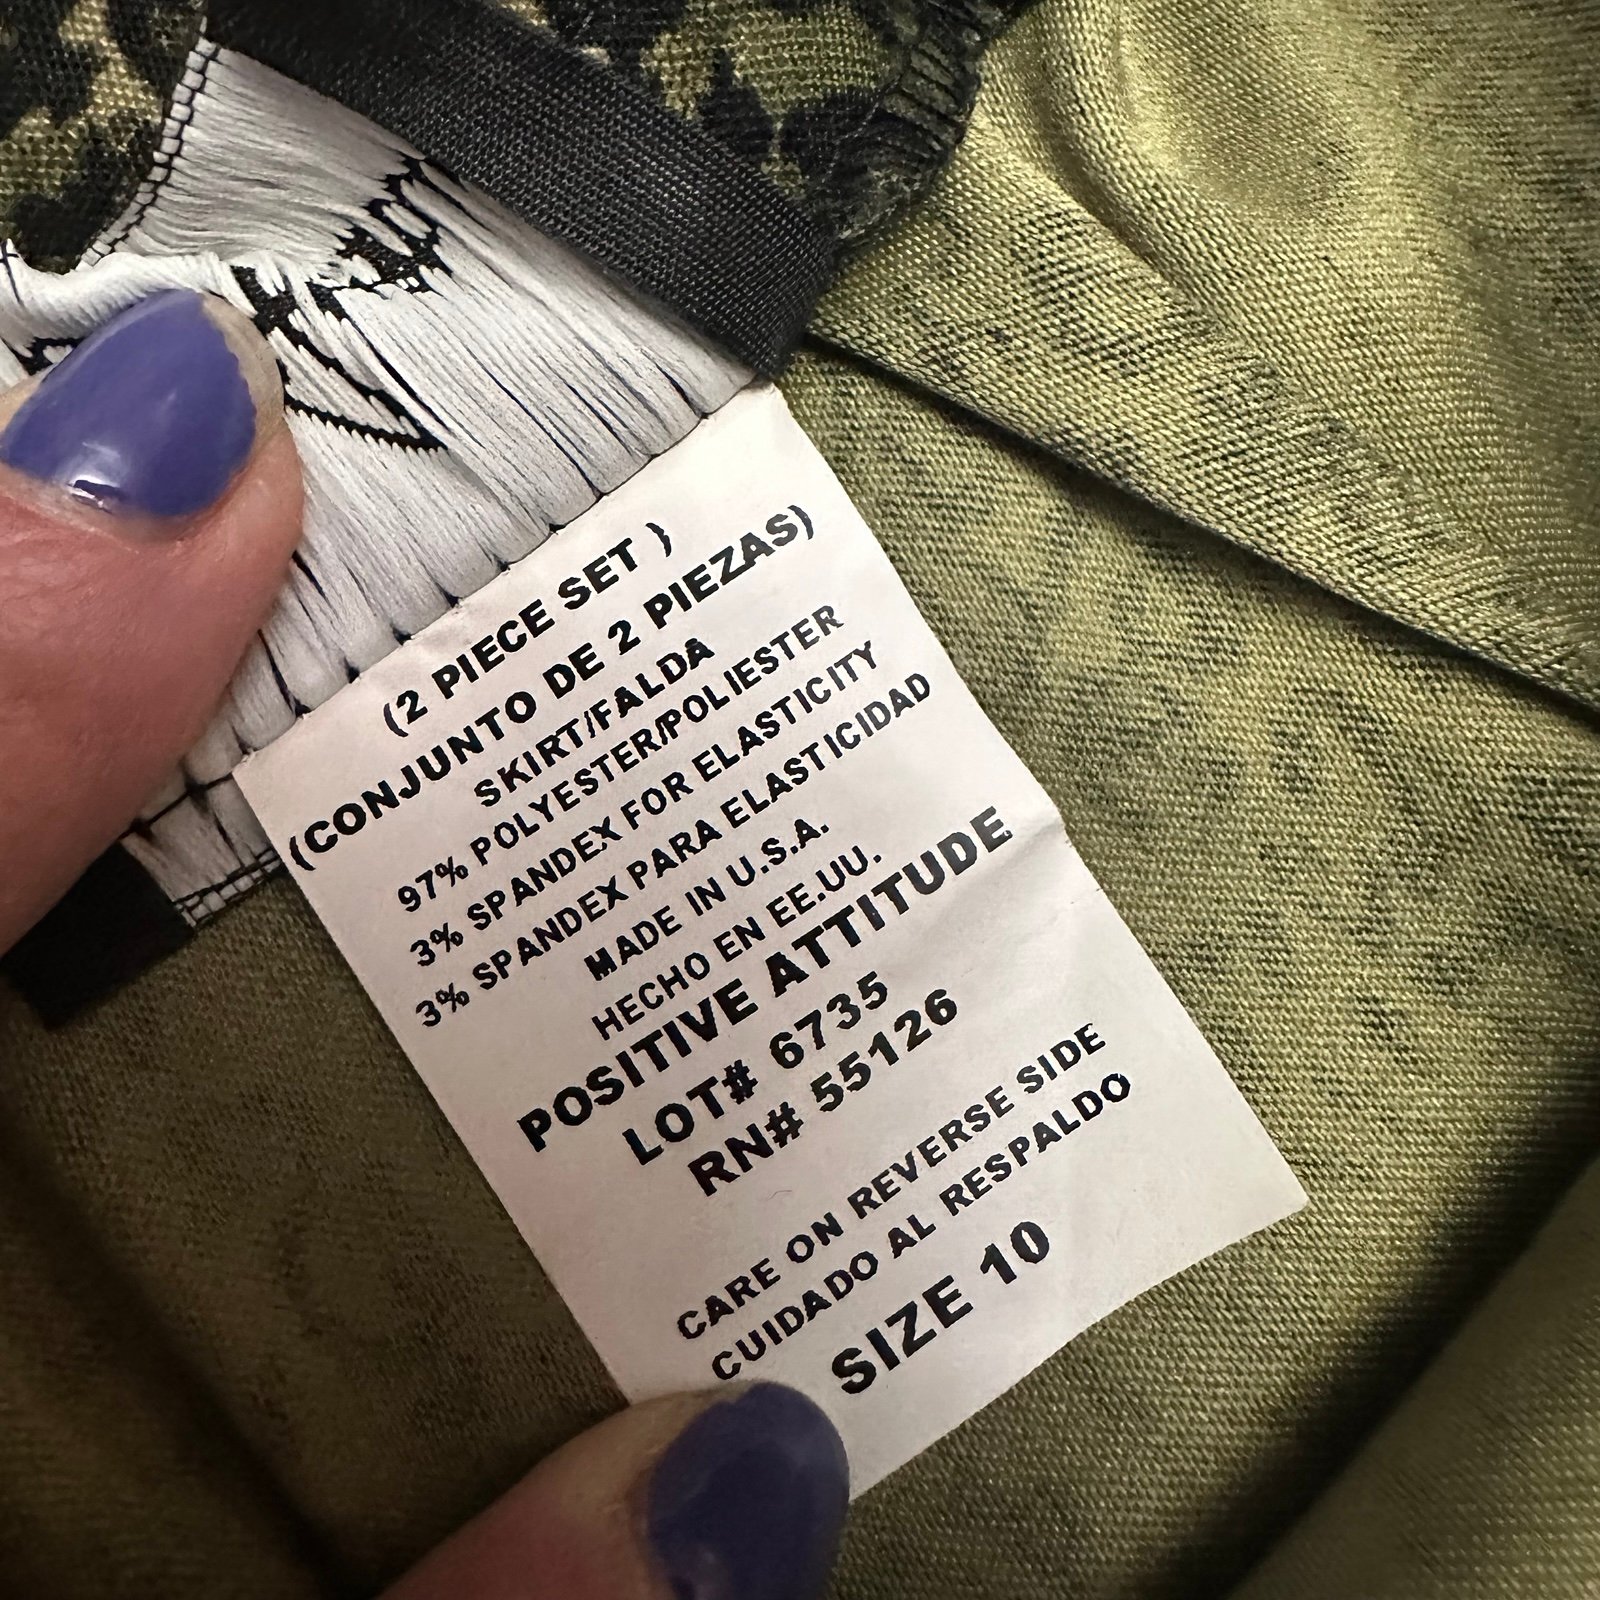 (2 PIECE SET )
(CONJUNTO DE 2 PIEZAS)
SKIRT/FALDA
97% POLYESTER/POLIESTER
3% SPANDEX FOR ELASTICITY
3% SPANDEX PARA ELASTICIDAD
MADE IN U.S.A.
HECHO EN EE.UU.
POSITIVE ATTITUDE
LOT# 6735
RN# 55126
CARE ON REVERSE SIDE
CUIDADO AL RESPALDO
SIZE 10